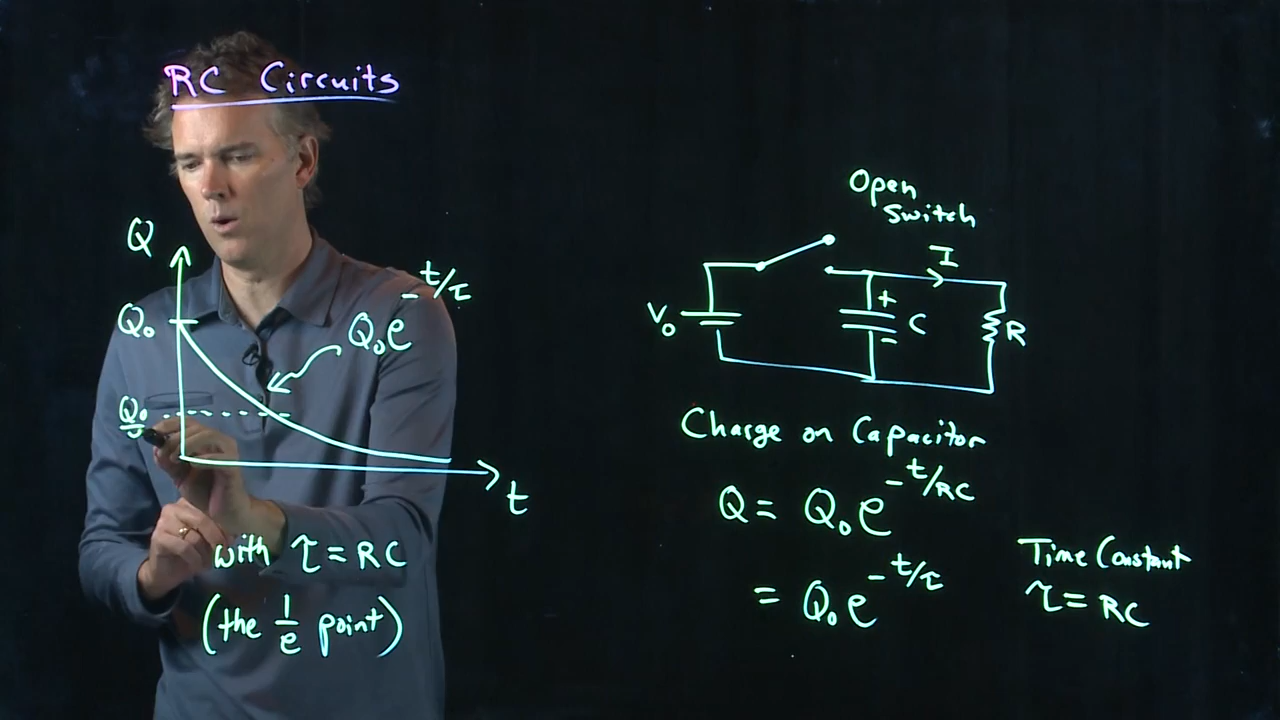 RC Circuits
Q
Q₀
Q₀e^(-t/τ)
Q₀
t
with τ = RC
(the 1/e point)
Open
Switch
I
V₀
+
C
−
R
Charge on Capacitor
Q = Q₀e^(-t/RC)
= Q₀e^(-t/τ)
Time Constant
τ = RC